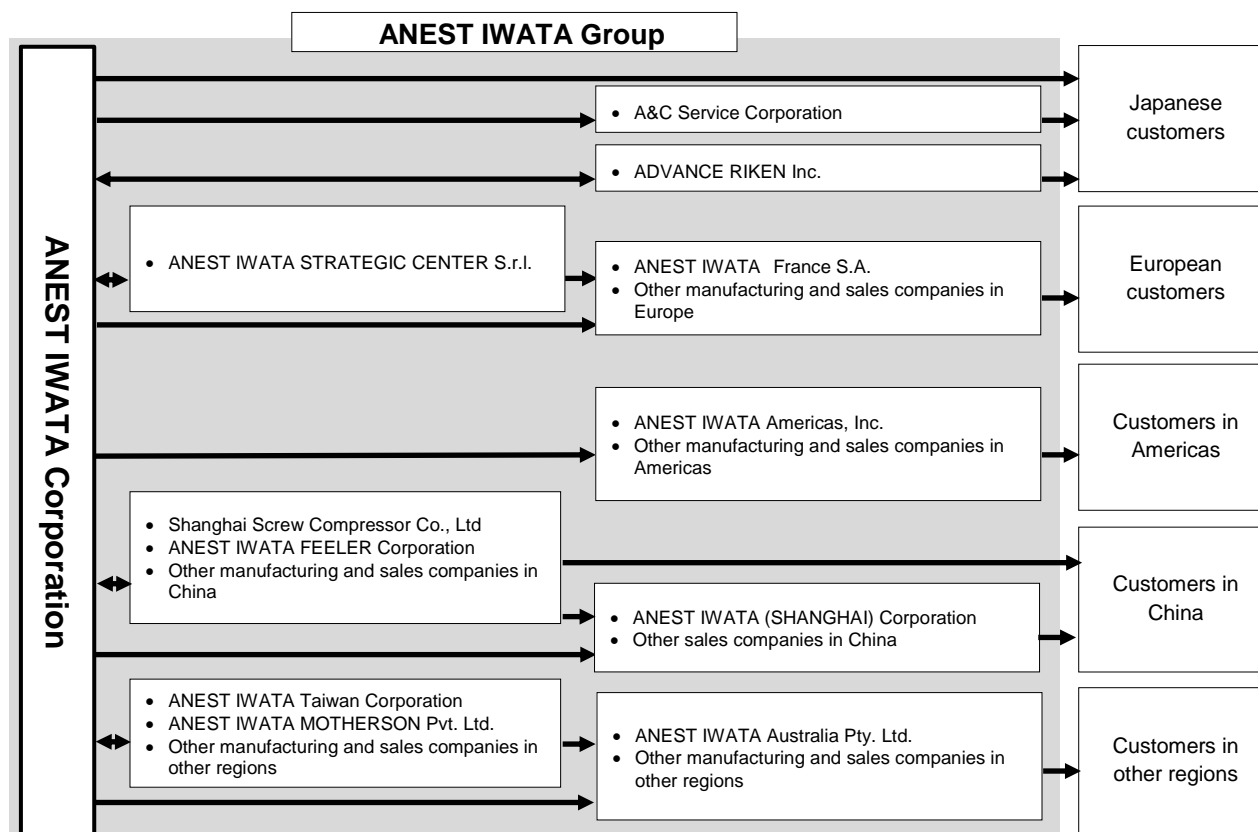 ANEST IWATA Group
ANEST IWATA Corporation
• A&C Service Corporation
• ADVANCE RIKEN Inc.
Japanese
customers
• ANEST IWATA STRATEGIC CENTER S.r.l.
• ANEST IWATA France S.A.
• Other manufacturing and sales companies in
Europe
European
customers
• ANEST IWATA Americas, Inc.
• Other manufacturing and sales companies in
Americas
Customers in
Americas
• Shanghai Screw Compressor Co., Ltd
• ANEST IWATA FEELER Corporation
• Other manufacturing and sales companies in
China
• ANEST IWATA (SHANGHAI) Corporation
• Other sales companies in China
Customers in
China
• ANEST IWATA Taiwan Corporation
• ANEST IWATA MOTHERSON Pvt. Ltd.
• Other manufacturing and sales companies in
other regions
• ANEST IWATA Australia Pty. Ltd.
• Other manufacturing and sales companies in
other regions
Customers in
other regions